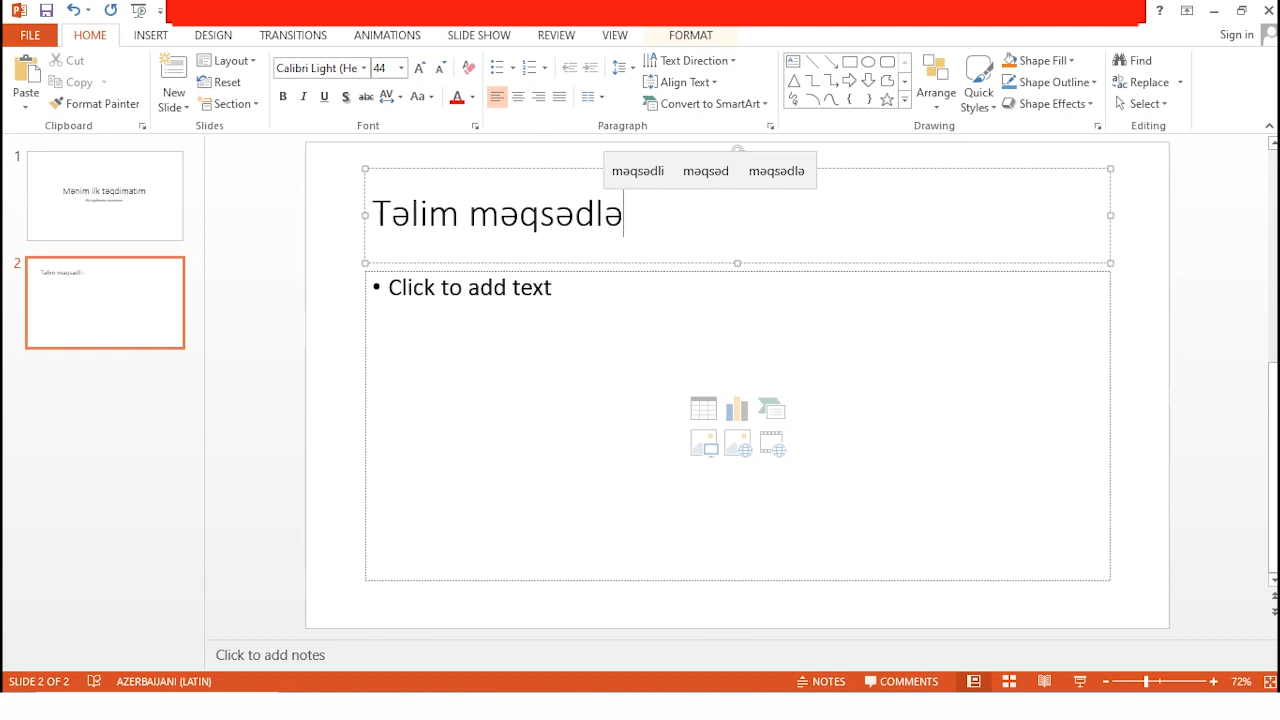 Sign in
FILE HOME INSERT DESIGN TRANSITIONS ANIMATIONS SLIDE SHOW REVIEW VIEW FORMAT
Paste
Cut
Copy
Format Painter
Clipboard
New
Slide
Layout
Reset
Section
Slides
Calibri Light (He 44
B I U S abc AV Aa A
Font
Text Direction
Align Text
Convert to SmartArt
Paragraph
Arrange
Quick
Styles
Shape Fill
Shape Outline
Shape Effects
Drawing
Find
Replace
Select
Editing
1
Mənim ilk təqdimatım
2
Təlim məqsədlə
məqsədli məqsəd məqsədlə
Təlim məqsədlə
• Click to add text
Click to add notes
SLIDE 2 OF 2 AZERBAIJANI (LATIN) NOTES COMMENTS 72%